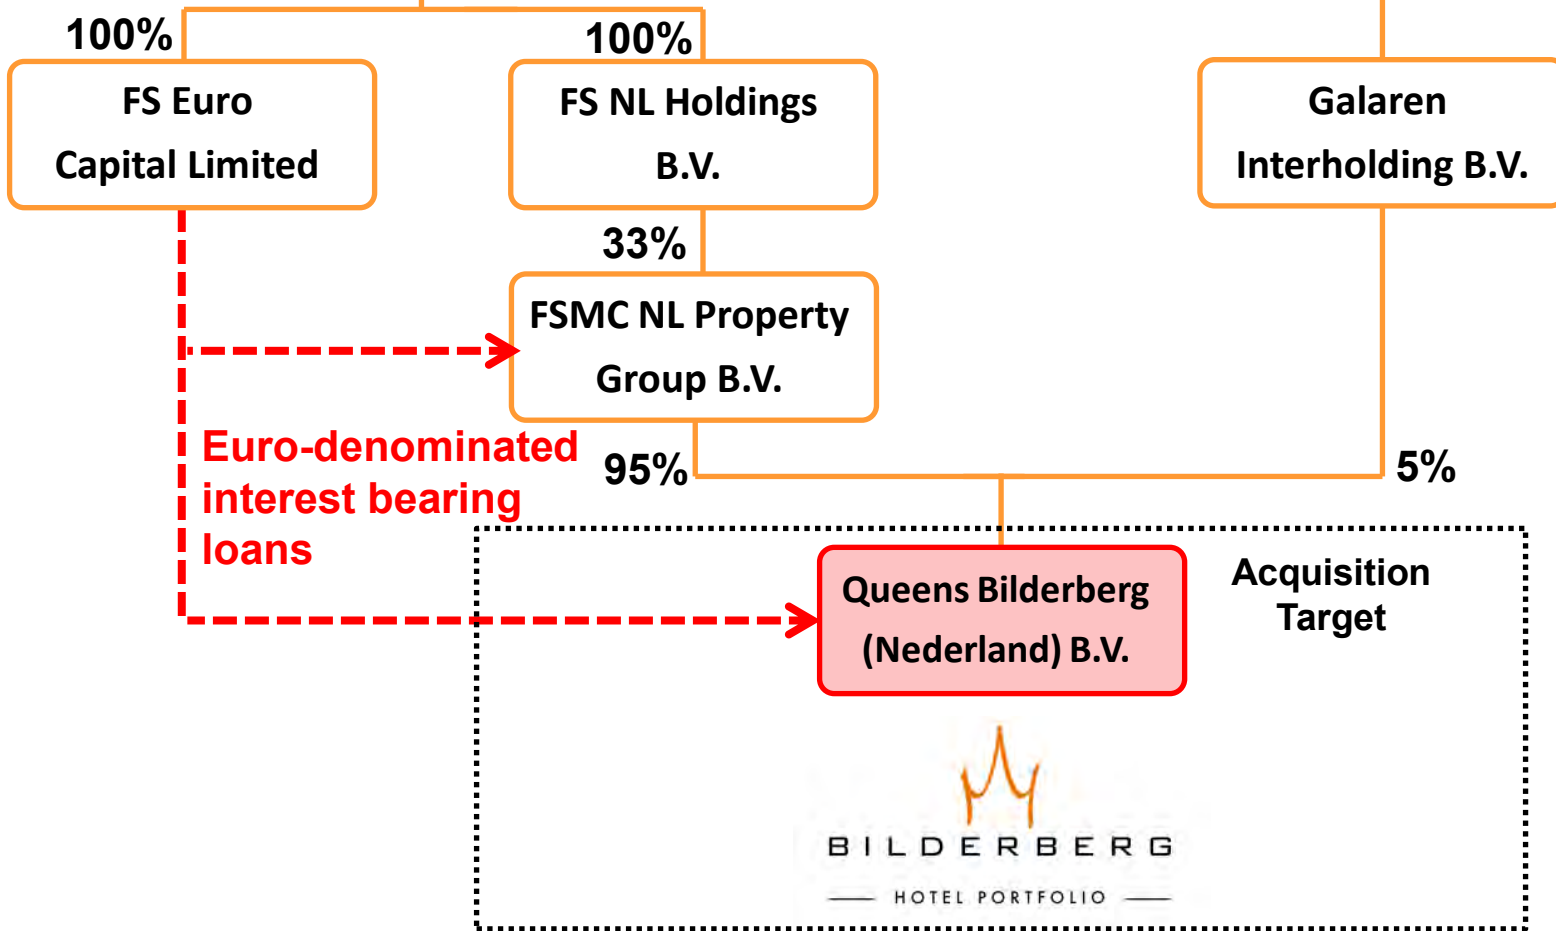 100%
100%
FS Euro
Capital Limited
FS NL Holdings
B.V.
Galaren
Interholding B.V.
33%
FSMC NL Property
Group B.V.
Euro-denominated
interest bearing
loans
95%
5%
Queens Bilderberg
(Nederland) B.V.
Acquisition
Target
BILDERBERG
HOTEL PORTFOLIO